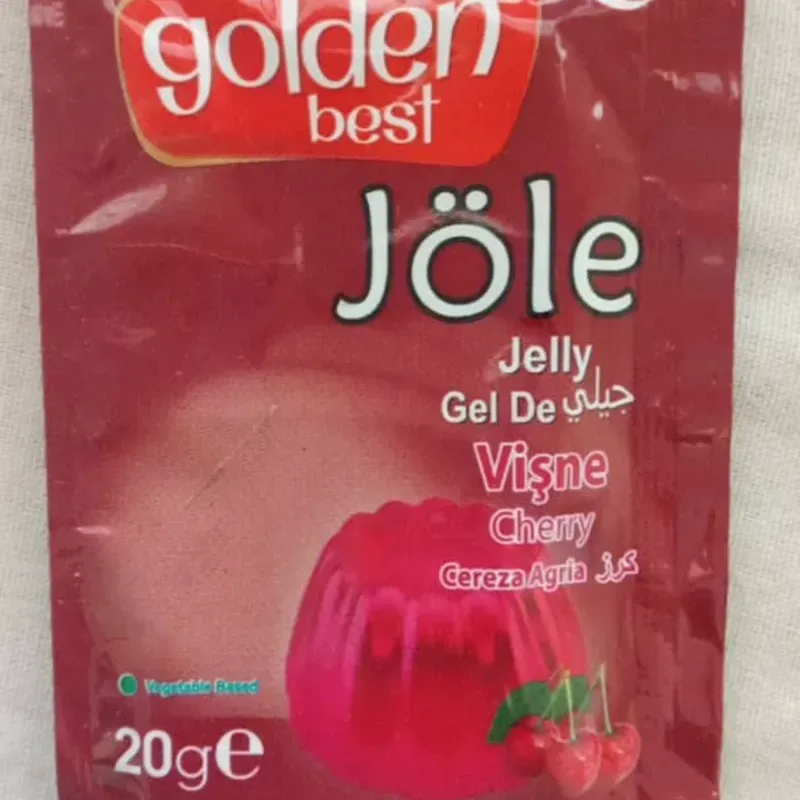 golden
best
Jöle
Jelly
Gel De جيلي
Vişne
Cherry
Cereza Agria كرز
Vegetable Based
20g℮